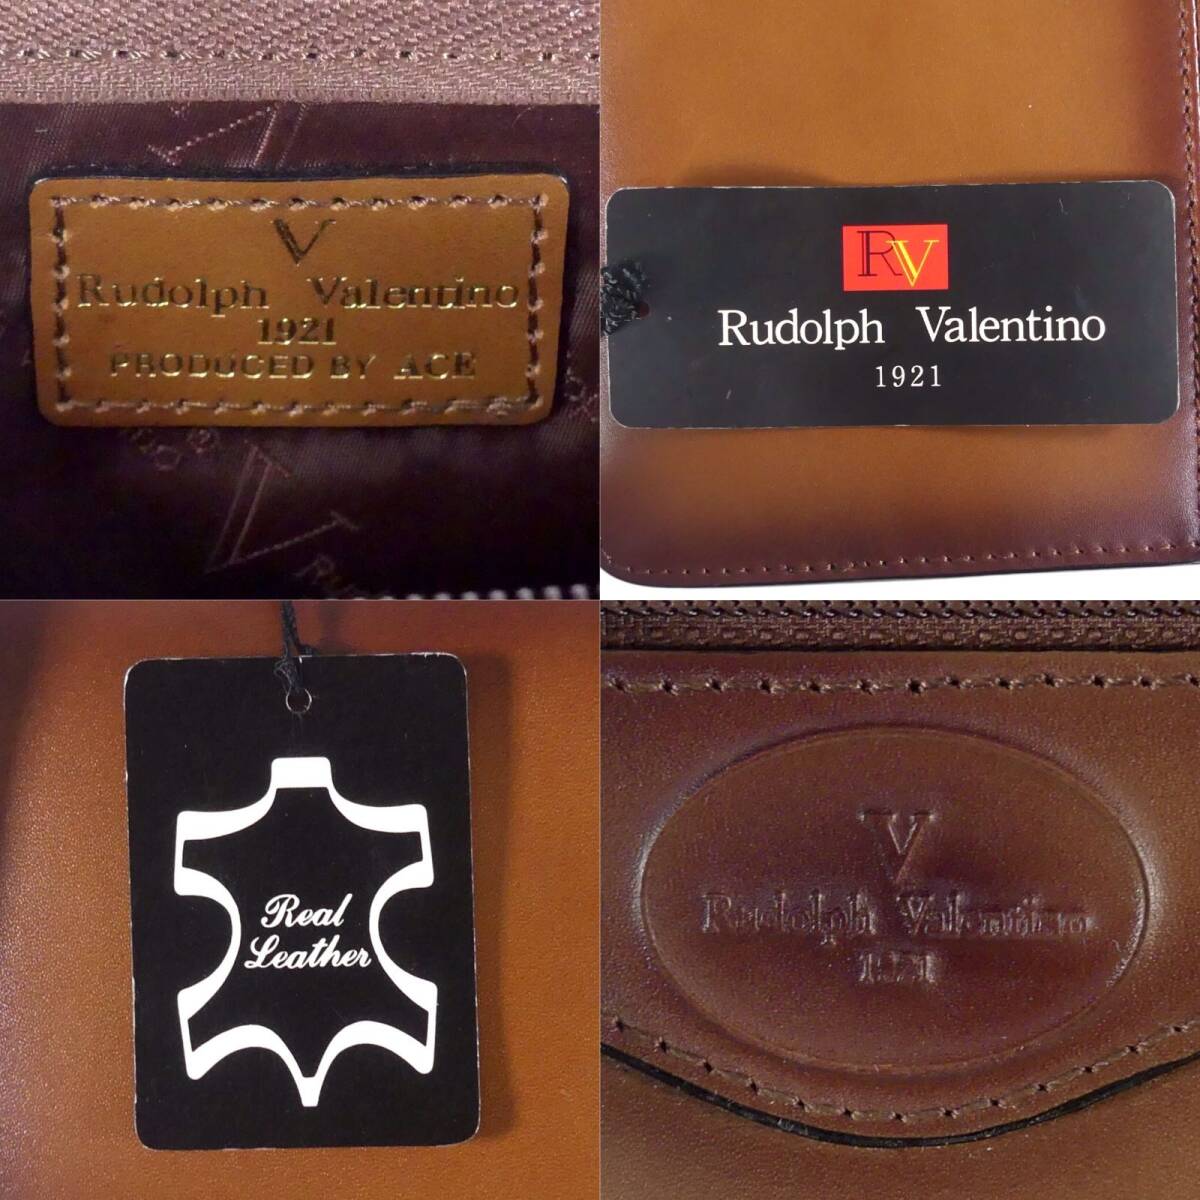 V
Rudolph Valentino
1921
PRODUCED BY ACE
RV
Rudolph Valentino
1921
Real
Leather
V
Rudolph Valentino
1921